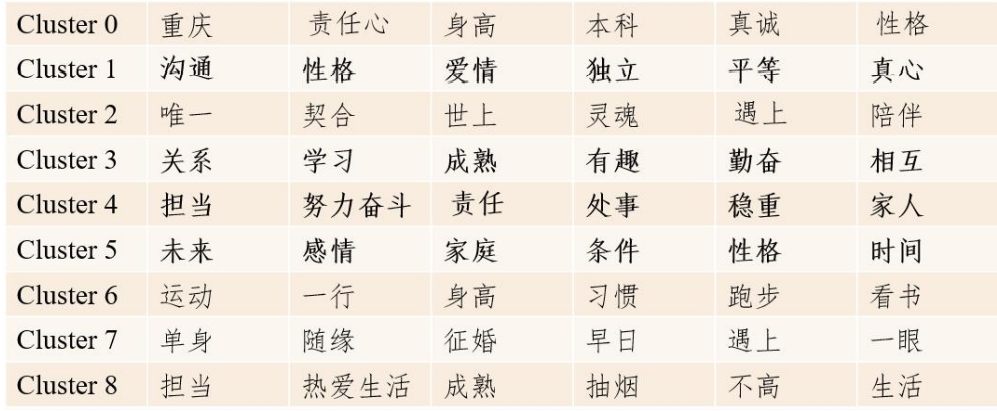 Cluster 0 重庆 责任心 身高 本科 真诚 性格
Cluster 1 沟通 性格 爱情 独立 平等 真心
Cluster 2 唯一 契合 世上 灵魂 遇上 陪伴
Cluster 3 关系 学习 成熟 有趣 勤奋 相互
Cluster 4 担当 努力奋斗 责任 处事 稳重 家人
Cluster 5 未来 感情 家庭 条件 性格 时间
Cluster 6 运动 一行 身高 习惯 跑步 看书
Cluster 7 单身 随缘 征婚 早日 遇上 一眼
Cluster 8 担当 热爱生活 成熟 抽烟 不高 生活